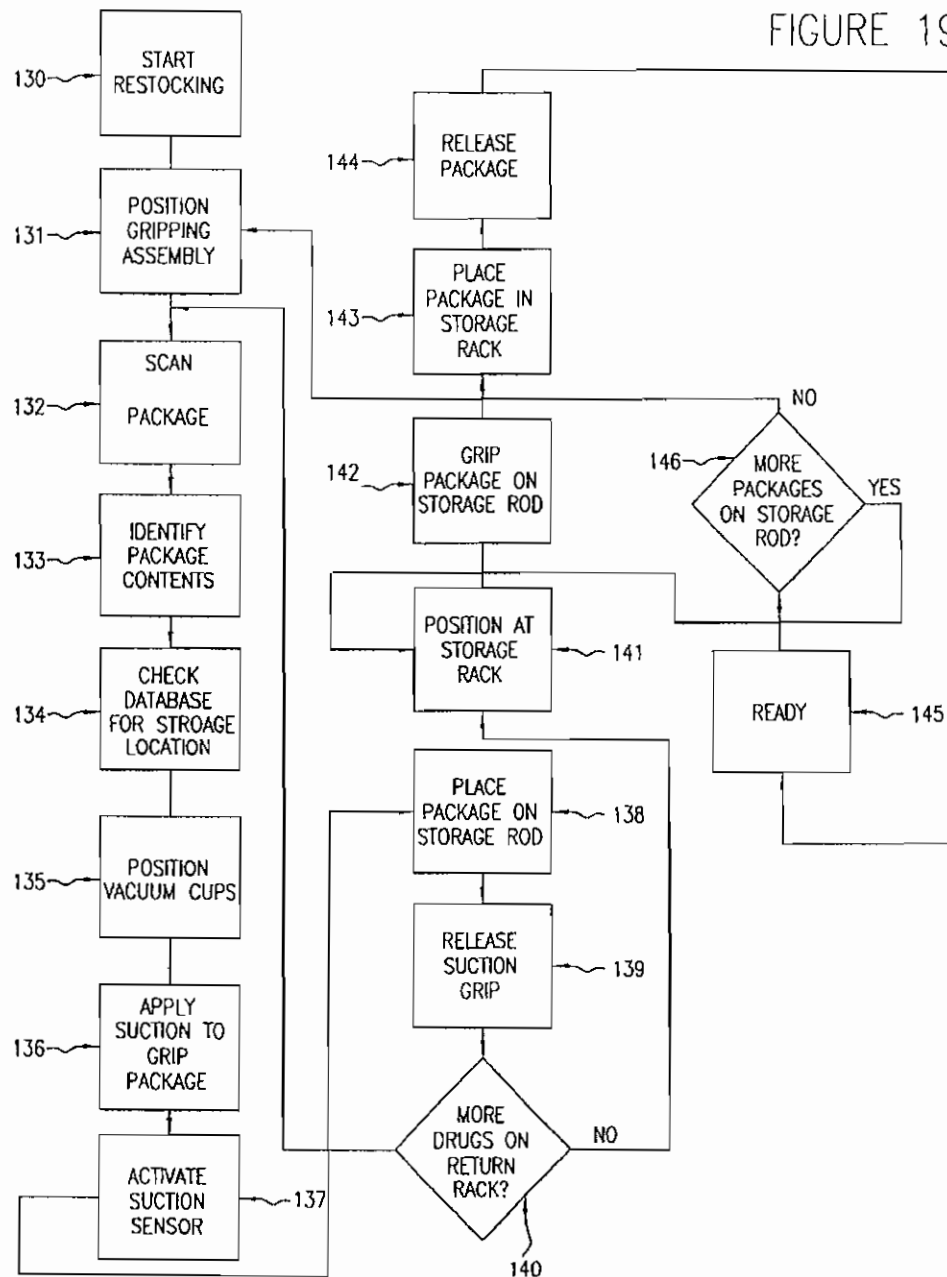 FIGURE 19
130
START
RESTOCKING
131
POSITION
GRIPPING
ASSEMBLY
132
SCAN
PACKAGE
133
IDENTIFY
PACKAGE
CONTENTS
134
CHECK
DATABASE
FOR STROAGE
LOCATION
135
POSITION
VACUUM CUPS
136
APPLY
SUCTION TO
GRIP
PACKAGE
ACTIVATE
SUCTION
SENSOR
137
144
RELEASE
PACKAGE
143
PLACE
PACKAGE IN
STORAGE
RACK
142
GRIP
PACKAGE ON
STORAGE ROD
POSITION AT
STORAGE
RACK
141
PLACE
PACKAGE ON
STORAGE ROD
138
RELEASE
SUCTION
GRIP
139
MORE
DRUGS ON
RETURN
RACK?
NO
140
NO
146
MORE
PACKAGES
ON STORAGE
ROD?
YES
READY
145